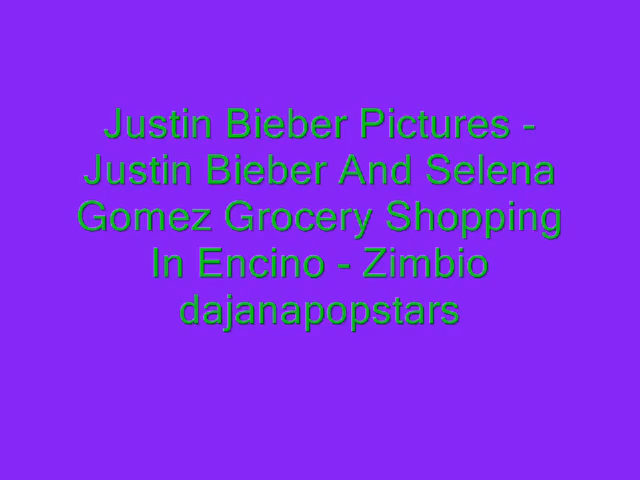 Justin Bieber Pictures -
Justin Bieber And Selena
Gomez Grocery Shopping
In Encino - Zimbio
dajanapopstars